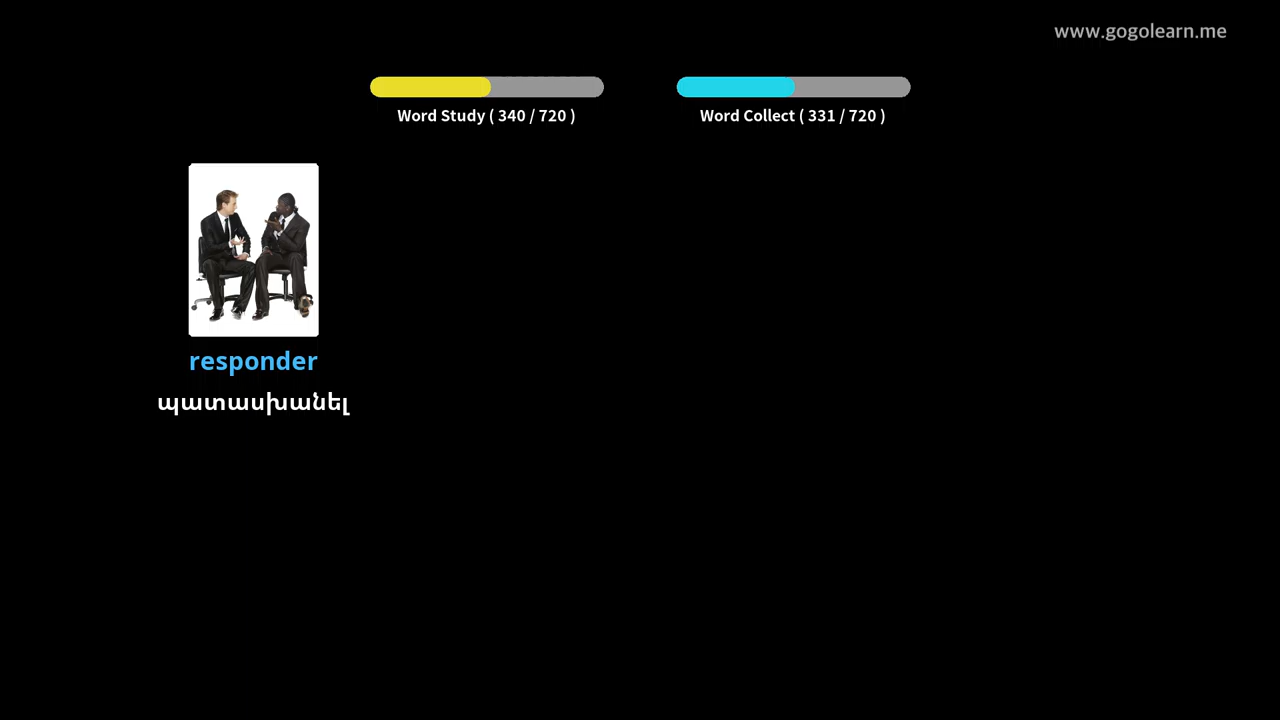 www.gogolearn.me
Word Study ( 340 / 720 )
Word Collect ( 331 / 720 )
responder
պատասխանել